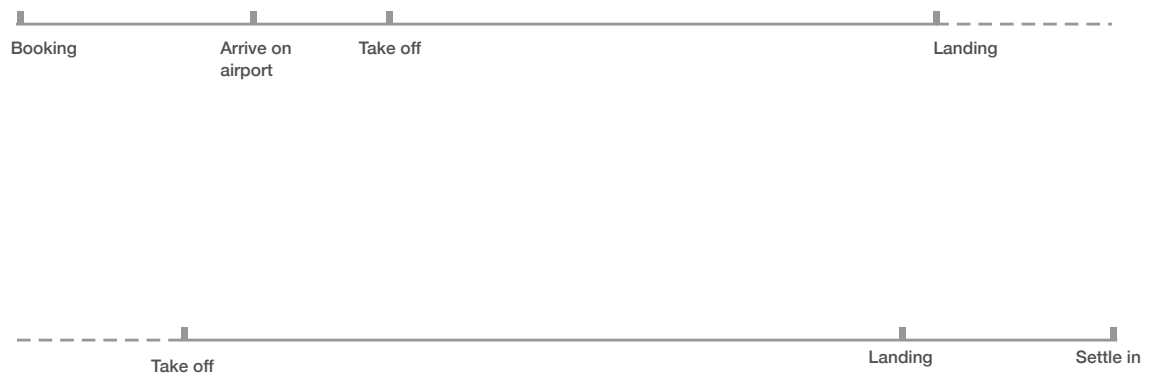 Booking
Arrive on
airport
Take off
Landing
Take off
Landing
Settle in